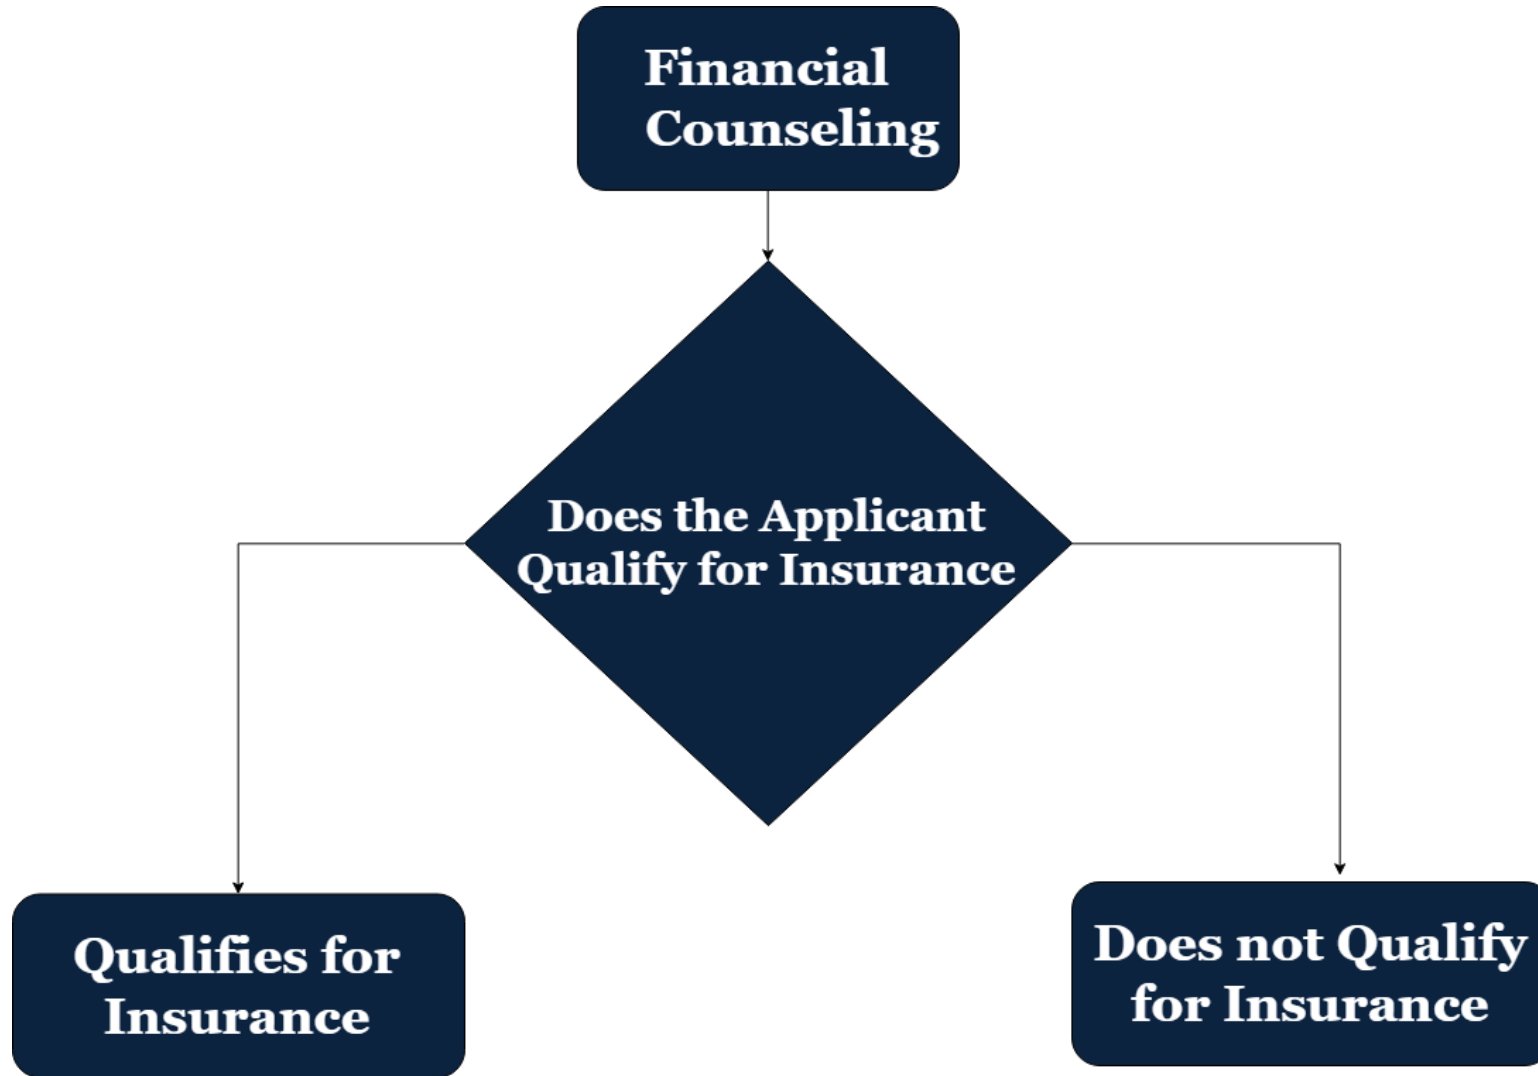 Financial
Counseling
Does the Applicant
Qualify for Insurance
Qualifies for
Insurance
Does not Qualify
for Insurance